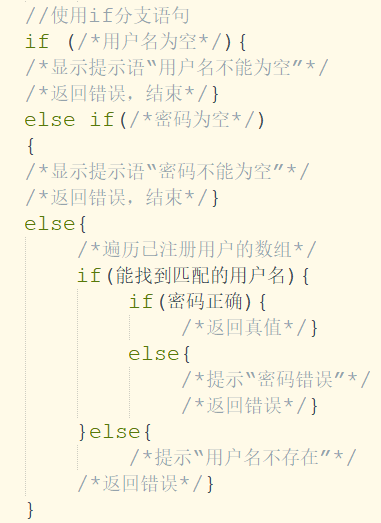 //使用if分支语句
if (/*用户名为空*/){
/*显示提示语“用户名不能为空”*/
/*返回错误，结束*/}
else if(/*密码为空*/)
{
/*显示提示语“密码不能为空”*/
/*返回错误，结束*/}
else{
/*遍历已注册用户的数组*/
if(能找到匹配的用户名){
if(密码正确){
/*返回真值*/}
else{
/*提示“密码错误”*/
/*返回错误*/}
}else{
/*提示“用户名不存在”*/
/*返回错误*/}
}